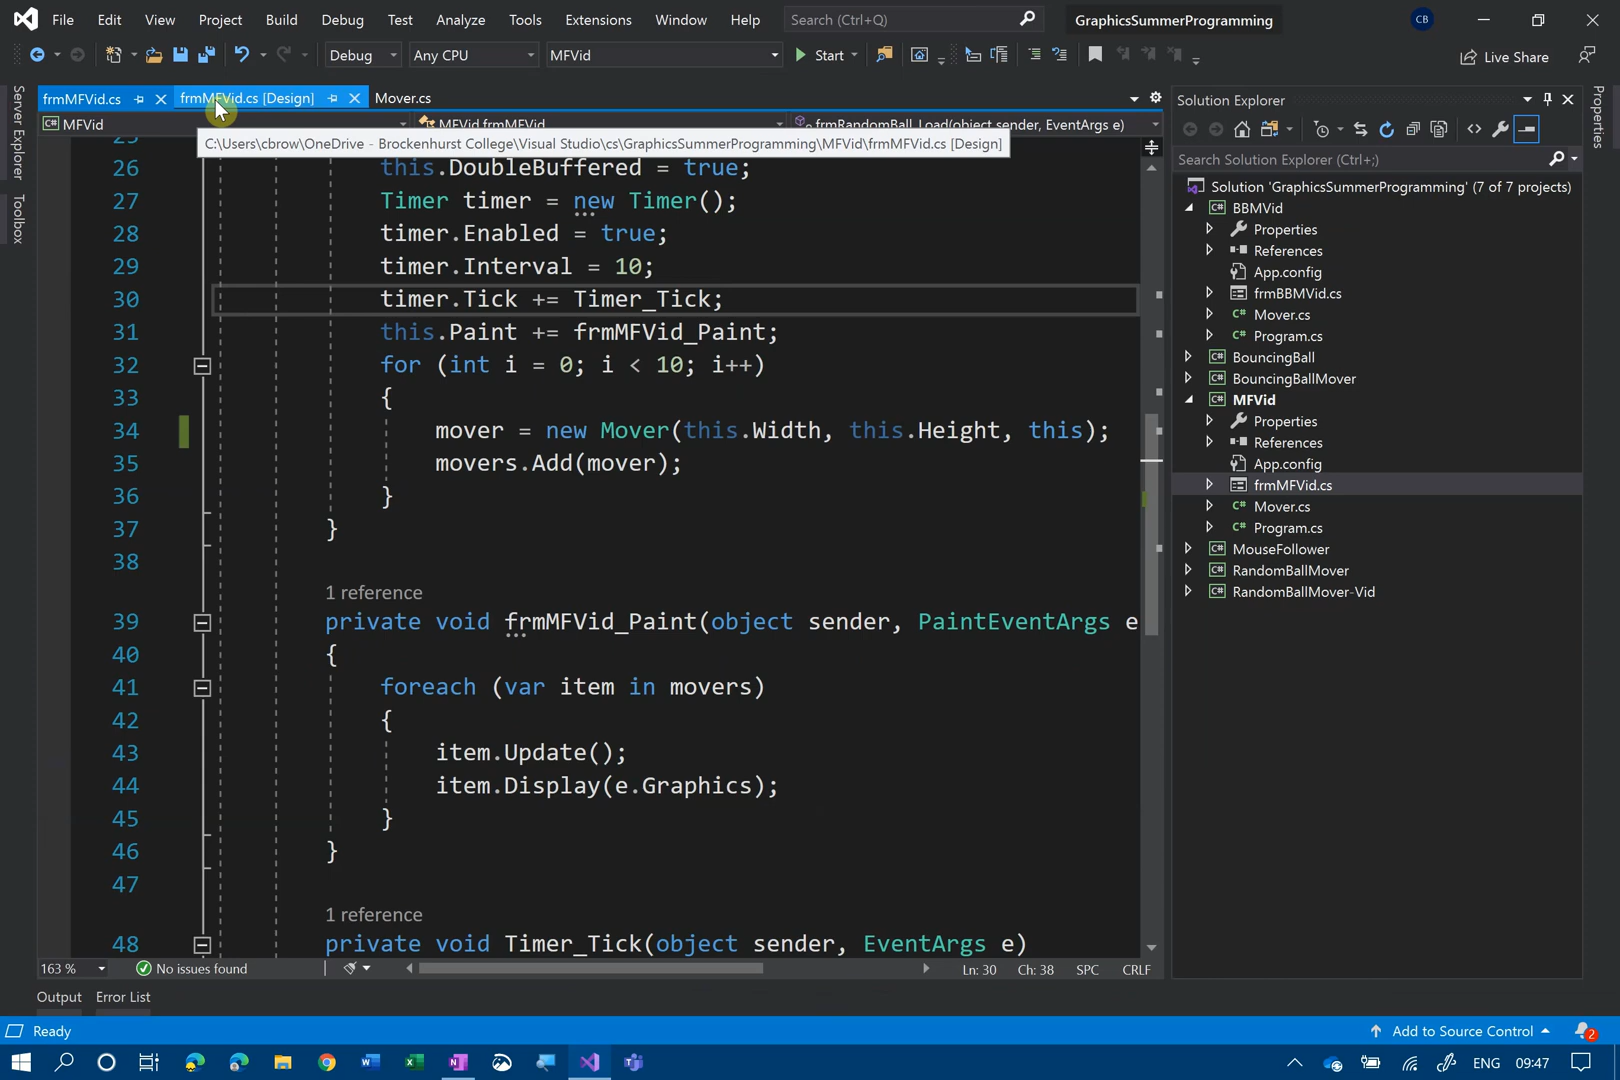 File Edit View Project Build Debug Test Analyze Tools Extensions Window Help Search (Ctrl+Q) GraphicsSummerProgramming CB
Debug Any CPU MFVid Start Live Share
Server Explorer
Toolbox
frmMFVid.cs frmMFVid.cs [Design] Mover.cs
MFVid MFVid.frmMFVid frmRandomBall_Load(object sender, EventArgs e)
C:\Users\cbrow\OneDrive - Brockenhurst College\Visual Studio\cs\GraphicsSummerProgramming\MFVid\frmMFVid.cs [Design]
26 this.DoubleBuffered = true;
27 Timer timer = new Timer();
28 timer.Enabled = true;
29 timer.Interval = 10;
30 timer.Tick += Timer_Tick;
31 this.Paint += frmMFVid_Paint;
32 for (int i = 0; i < 10; i++)
33 {
34 mover = new Mover(this.Width, this.Height, this);
35 movers.Add(mover);
36 }
37 }
38
1 reference
39 private void frmMFVid_Paint(object sender, PaintEventArgs e
40 {
41 foreach (var item in movers)
42 {
43 item.Update();
44 item.Display(e.Graphics);
45 }
46 }
47
1 reference
48 private void Timer_Tick(object sender, EventArgs e)
163 % No issues found Ln: 30 Ch: 38 SPC CRLF
Solution Explorer
Search Solution Explorer (Ctrl+;)
Solution 'GraphicsSummerProgramming' (7 of 7 projects)
BBMVid
Properties
References
App.config
frmBBMVid.cs
Mover.cs
Program.cs
BouncingBall
BouncingBallMover
MFVid
Properties
References
App.config
frmMFVid.cs
Mover.cs
Program.cs
MouseFollower
RandomBallMover
RandomBallMover-Vid
Properties
Output Error List
Ready Add to Source Control 2
ENG 09:47